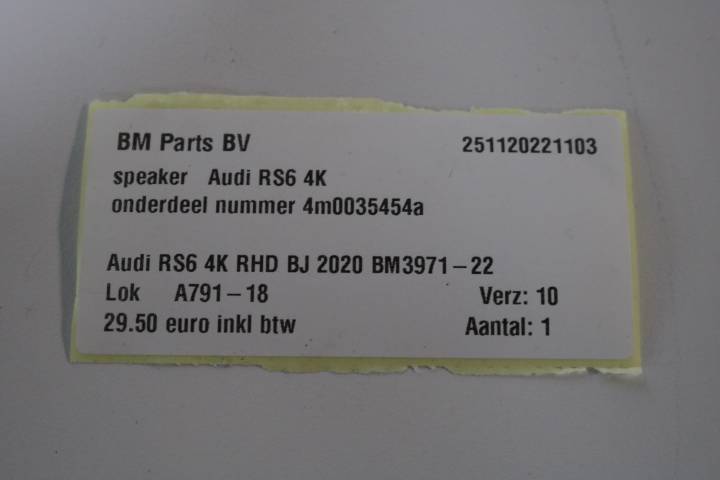 BM Parts BV 251120221103
speaker Audi RS6 4K
onderdeel nummer 4m0035454a
Audi RS6 4K RHD BJ 2020 BM3971-22
Lok A791-18 Verz: 10
29.50 euro inkl btw Aantal: 1